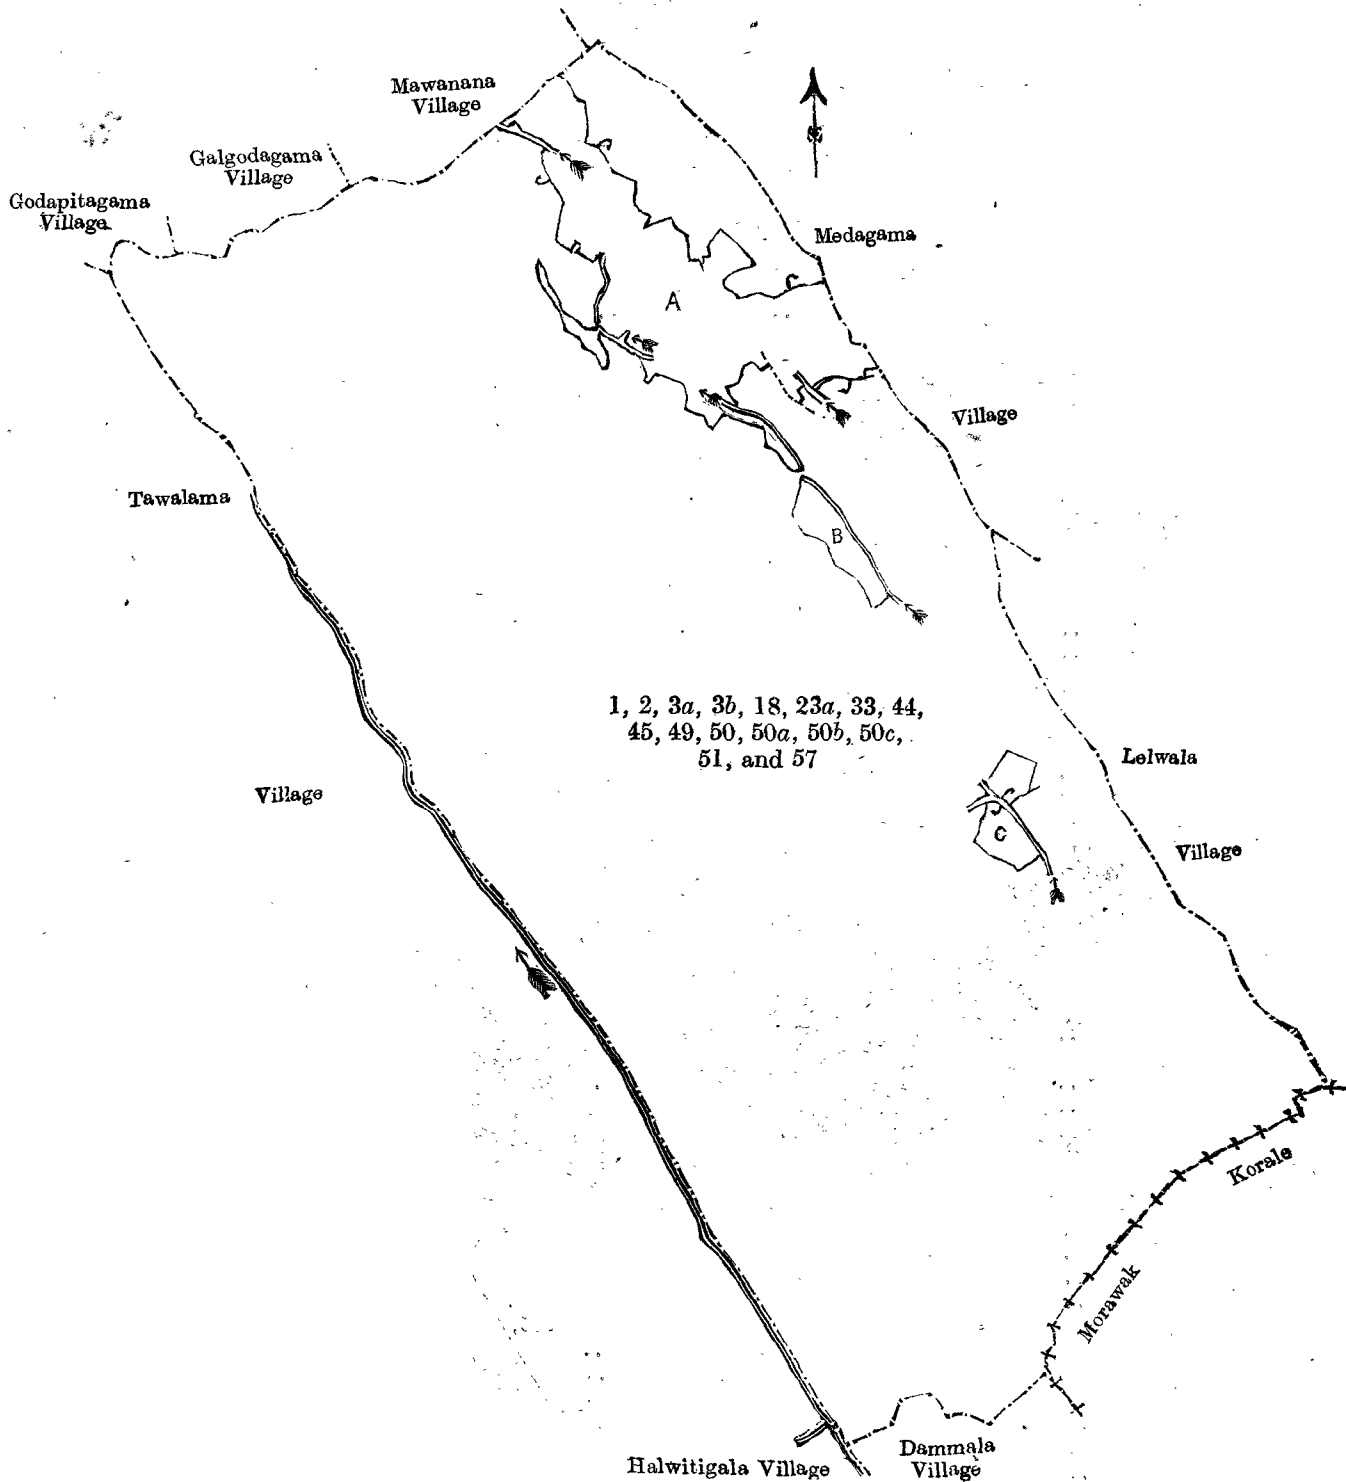 Mawanana
Village
Galgodagama
Village
Godapitagama
Village
Medagama
A
Village
Tawalama
B
1, 2, 3a, 3b, 18, 23a, 33, 44,
45, 49, 50, 50a, 50b, 50c,
51, and 57
Lelwala
Village
C
Village
Korale
Morawak
Dammala
Village
Halwitigala Village